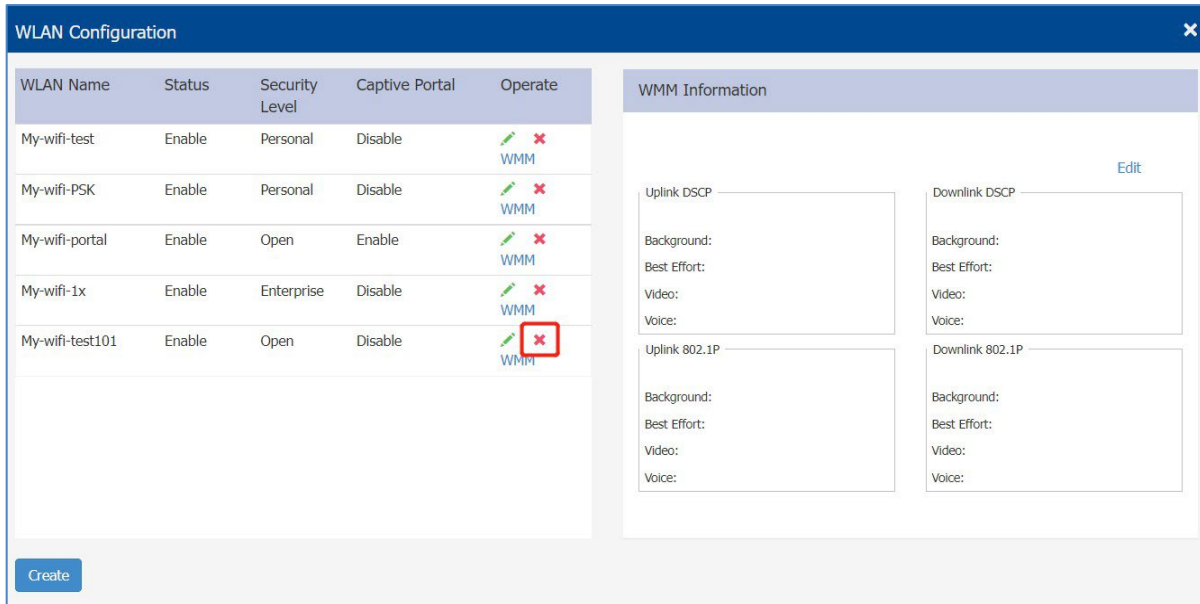 WLAN Configuration
WLAN Name Status Security Level Captive Portal Operate
My-wifi-test Enable Personal Disable WMM
My-wifi-PSK Enable Personal Disable WMM
My-wifi-portal Enable Open Enable WMM
My-wifi-1x Enable Enterprise Disable WMM
My-wifi-test101 Enable Open Disable WMM
Create
WMM Information
Edit
Uplink DSCP
Background:
Best Effort:
Video:
Voice:
Downlink DSCP
Background:
Best Effort:
Video:
Voice:
Uplink 802.1P
Background:
Best Effort:
Video:
Voice:
Downlink 802.1P
Background:
Best Effort:
Video:
Voice: